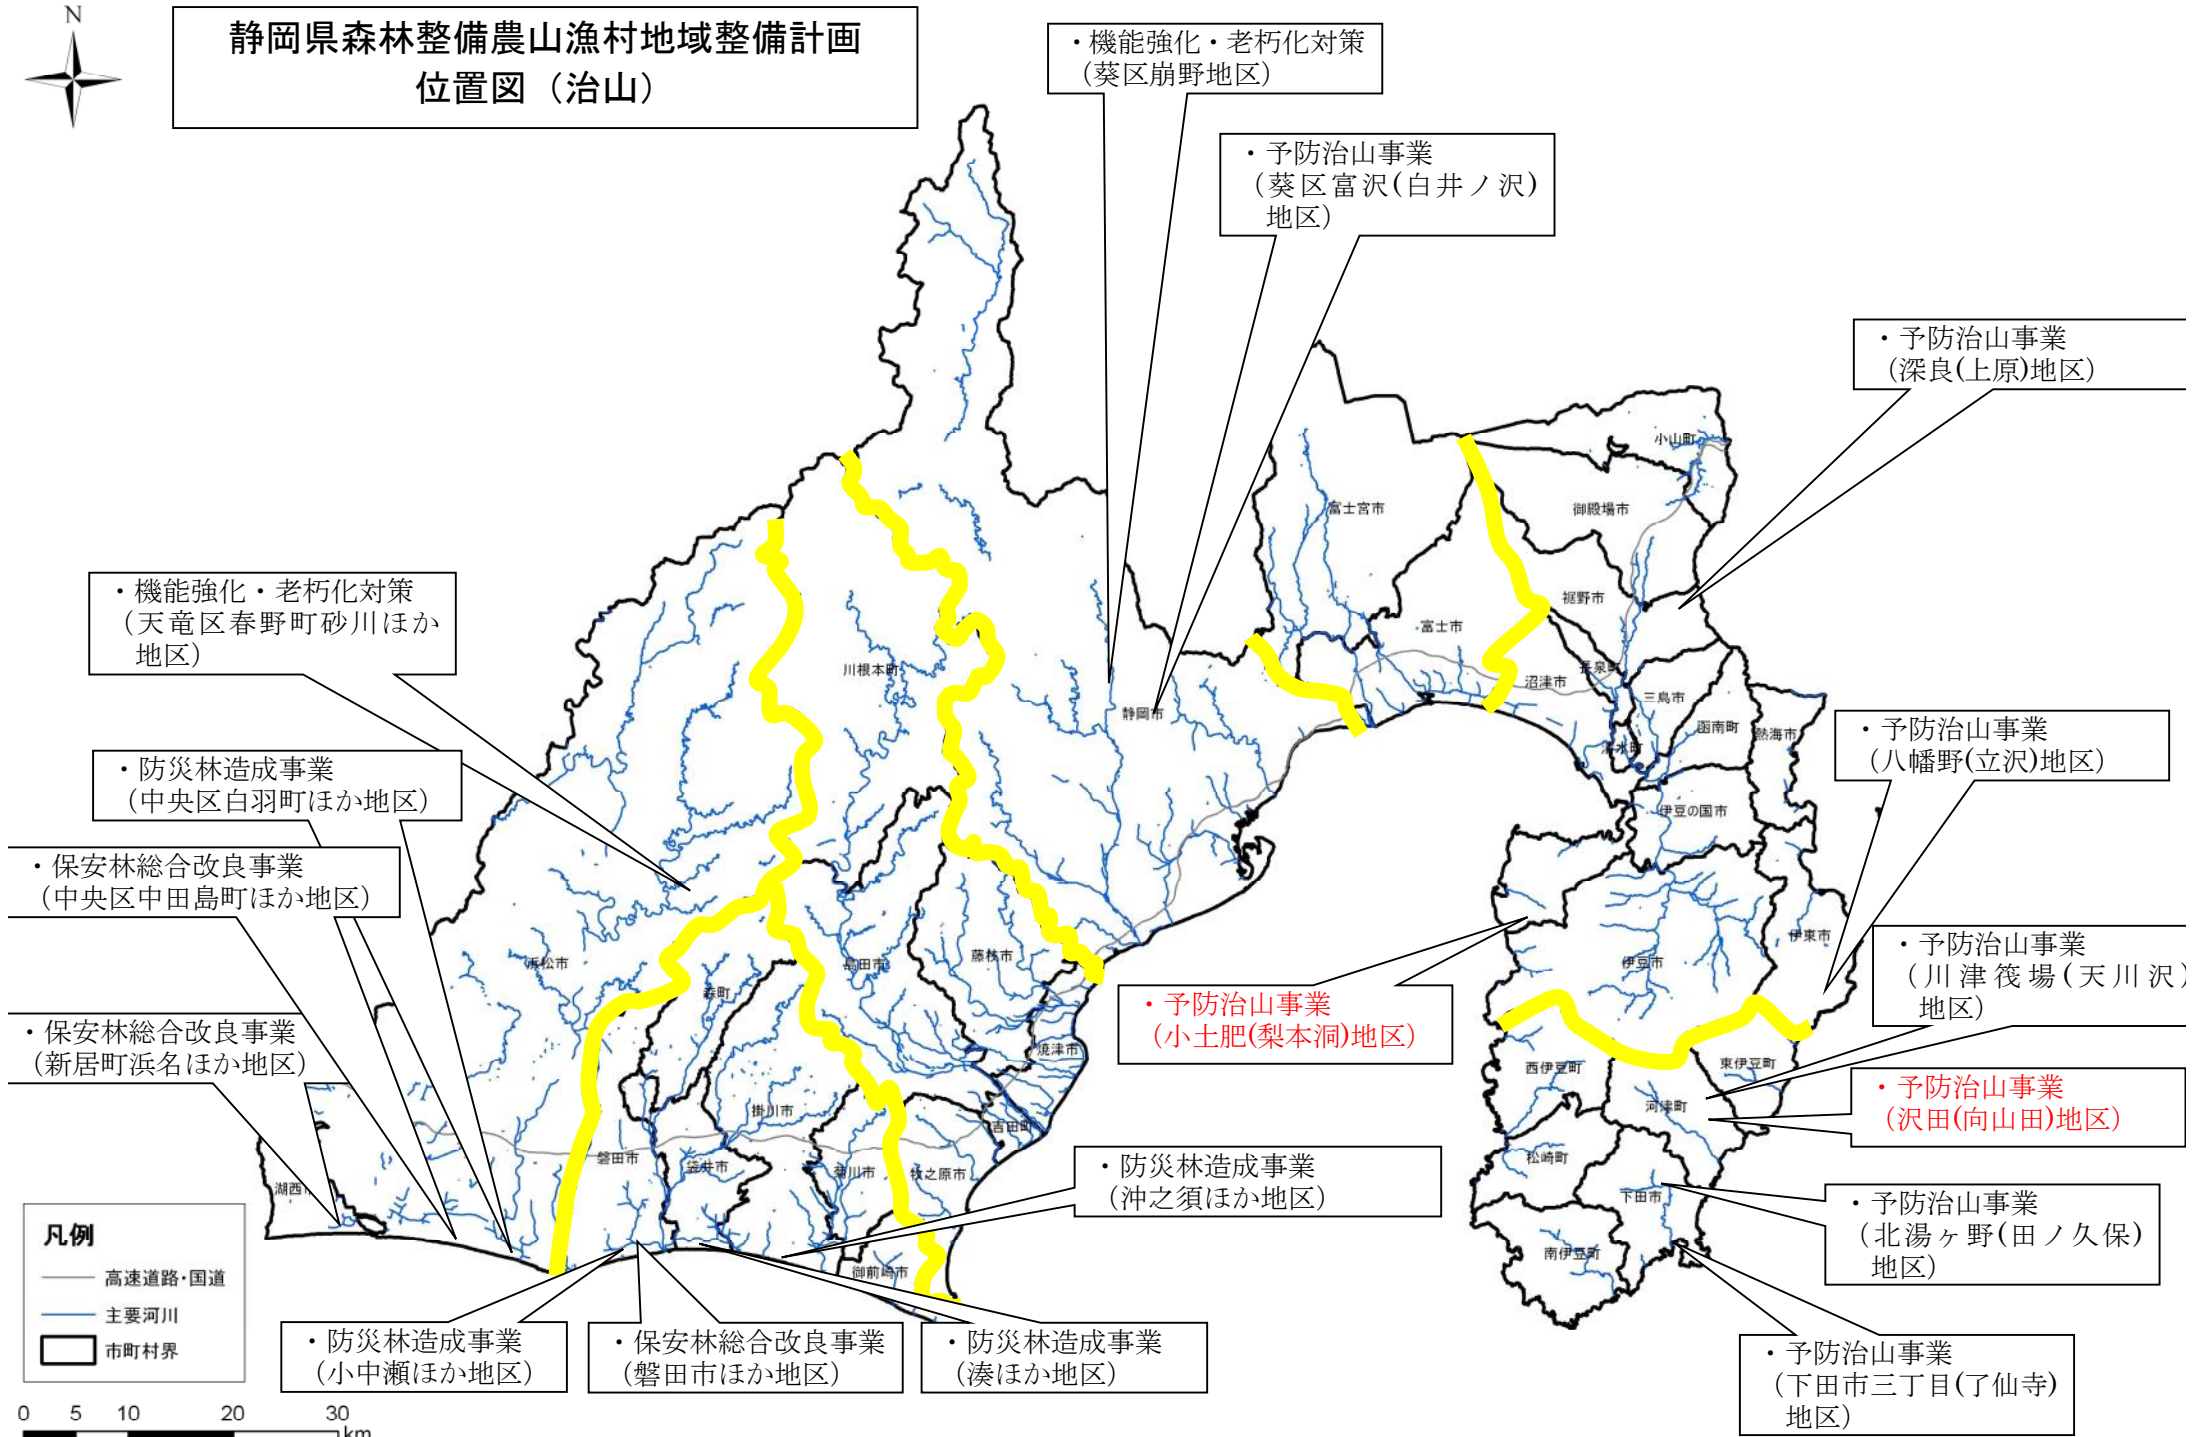 N
静岡県森林整備農山漁村地域整備計画
位置図（治山）
・機能強化・老朽化対策
（葵区崩野地区）
・予防治山事業
（葵区富沢(白井ノ沢)
地区）
・予防治山事業
（深良(上原)地区）
小山町
富士宮市
御殿場市
・機能強化・老朽化対策
（天竜区春野町砂川ほか
地区）
裾野市
富士市
川根本町
長泉町
沼津市
三島市
静岡市
函南町
熱海市
清水町
・予防治山事業
（八幡野(立沢)地区）
・防災林造成事業
（中央区白羽町ほか地区）
伊豆の国市
・保安林総合改良事業
（中央区中田島町ほか地区）
伊東市
・予防治山事業
（川津筏場(天川沢)
地区）
浜松市
島田市
藤枝市
伊豆市
森町
・予防治山事業
（小土肥(梨本洞)地区）
・保安林総合改良事業
（新居町浜名ほか地区）
焼津市
西伊豆町
東伊豆町
・予防治山事業
（沢田(向山田)地区）
掛川市
河津町
吉田町
磐田市
袋井市
菊川市
牧之原市
・防災林造成事業
（沖之須ほか地区）
松崎町
湖西市
下田市
・予防治山事業
（北湯ヶ野(田ノ久保)
地区）
南伊豆町
御前崎市
凡例
高速道路・国道
主要河川
市町村界
・防災林造成事業
（小中瀬ほか地区）
・保安林総合改良事業
（磐田市ほか地区）
・防災林造成事業
（湊ほか地区）
・予防治山事業
（下田市三丁目(了仙寺)
地区）
0 5 10 20 30
km